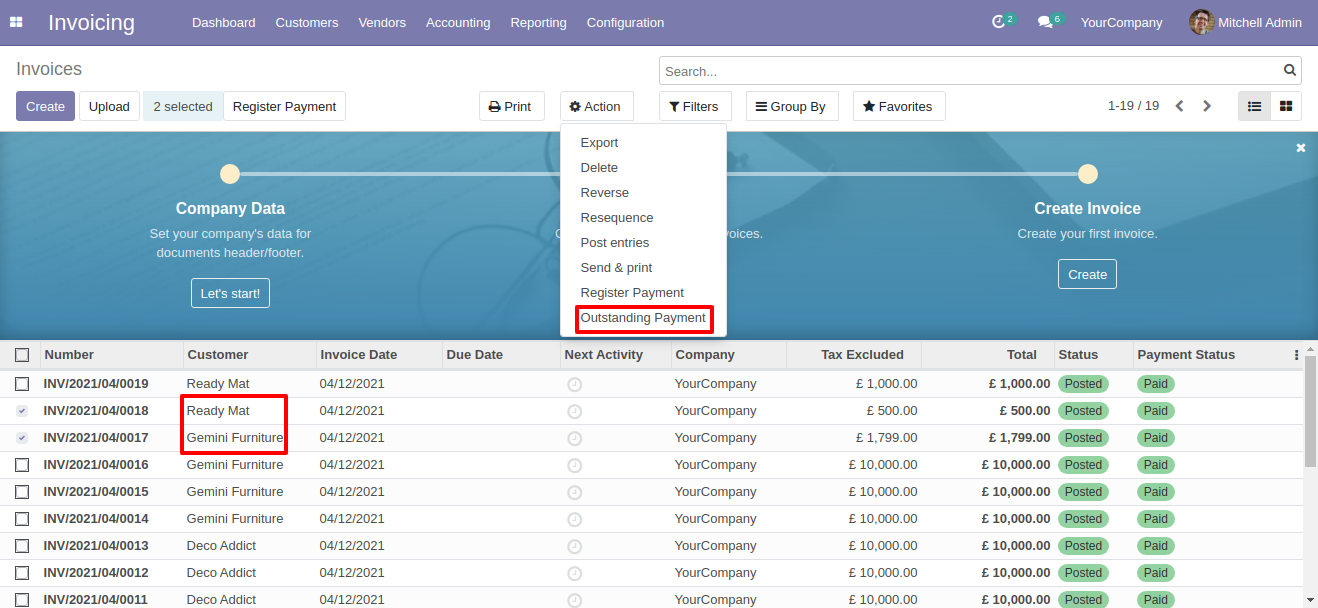 Invoicing Dashboard Customers Vendors Accounting Reporting Configuration 2 6 YourCompany Mitchell Admin
Invoices Search...
Create Upload 2 selected Register Payment Print Action Filters Group By Favorites 1-19 / 19
Export
Delete
Reverse
Resequence
Post entries
Send & print
Register Payment
Outstanding Payment
Company Data
Set your company's data for
documents header/footer.
Let's start!
Create Invoice
Create your first invoice.
Create
Number Customer Invoice Date Due Date Next Activity Company Tax Excluded Total Status Payment Status
INV/2021/04/0019 Ready Mat 04/12/2021 YourCompany £ 1,000.00 £ 1,000.00 Posted Paid
INV/2021/04/0018 Ready Mat 04/12/2021 YourCompany £ 500.00 £ 500.00 Posted Paid
INV/2021/04/0017 Gemini Furniture 04/12/2021 YourCompany £ 1,799.00 £ 1,799.00 Posted Paid
INV/2021/04/0016 Gemini Furniture 04/12/2021 YourCompany £ 10,000.00 £ 10,000.00 Posted Paid
INV/2021/04/0015 Gemini Furniture 04/12/2021 YourCompany £ 10,000.00 £ 10,000.00 Posted Paid
INV/2021/04/0014 Gemini Furniture 04/12/2021 YourCompany £ 10,000.00 £ 10,000.00 Posted Paid
INV/2021/04/0013 Deco Addict 04/12/2021 YourCompany £ 10,000.00 £ 10,000.00 Posted Paid
INV/2021/04/0012 Deco Addict 04/12/2021 YourCompany £ 10,000.00 £ 10,000.00 Posted Paid
INV/2021/04/0011 Deco Addict 04/12/2021 YourCompany £ 10,000.00 £ 10,000.00 Posted Paid